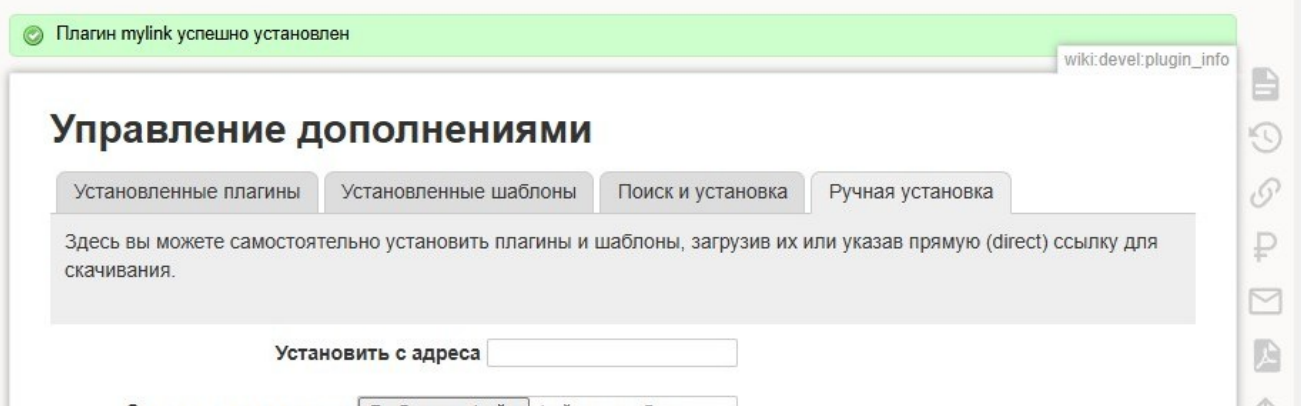 Плагин mylink успешно установлен
wiki:devel:plugin_info
Управление дополнениями
Установленные плагины
Установленные шаблоны
Поиск и установка
Ручная установка
Здесь вы можете самостоятельно установить плагины и шаблоны, загрузив их или указав прямую (direct) ссылку для
скачивания.
Установить с адреса